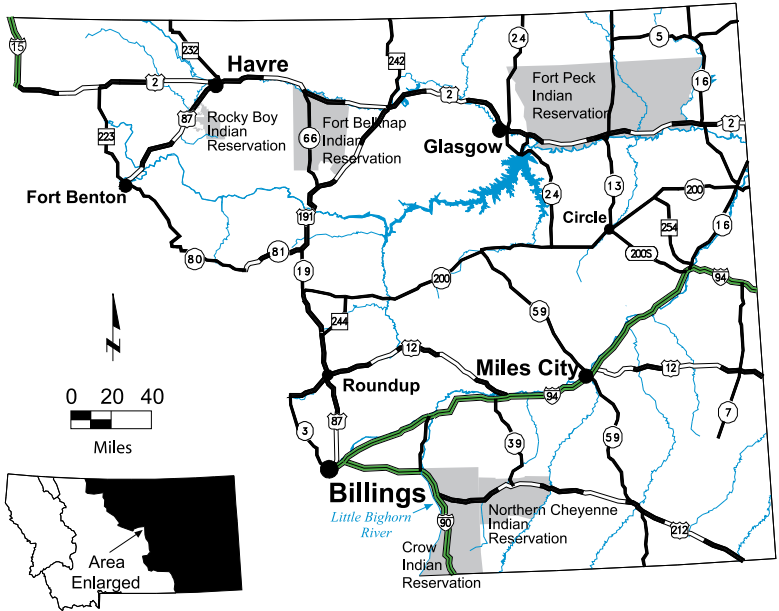 15
232
Havre
2
242
2
24
5
16
Fort Peck
Indian
Reservation
2
87
Rocky Boy
Indian
Reservation
66
Fort Belknap
Indian
Reservation
Glasgow
223
Fort Benton
191
24
13
200
Circle
254
16
200S
80
81
19
200
94
244
59
12
Miles City
12
0 20 40
Miles
Roundup
94
3
87
39
59
7
Billings
Little Bighorn
River
90
Northern Cheyenne
Indian
Reservation
212
Crow
Indian
Reservation
Area
Enlarged